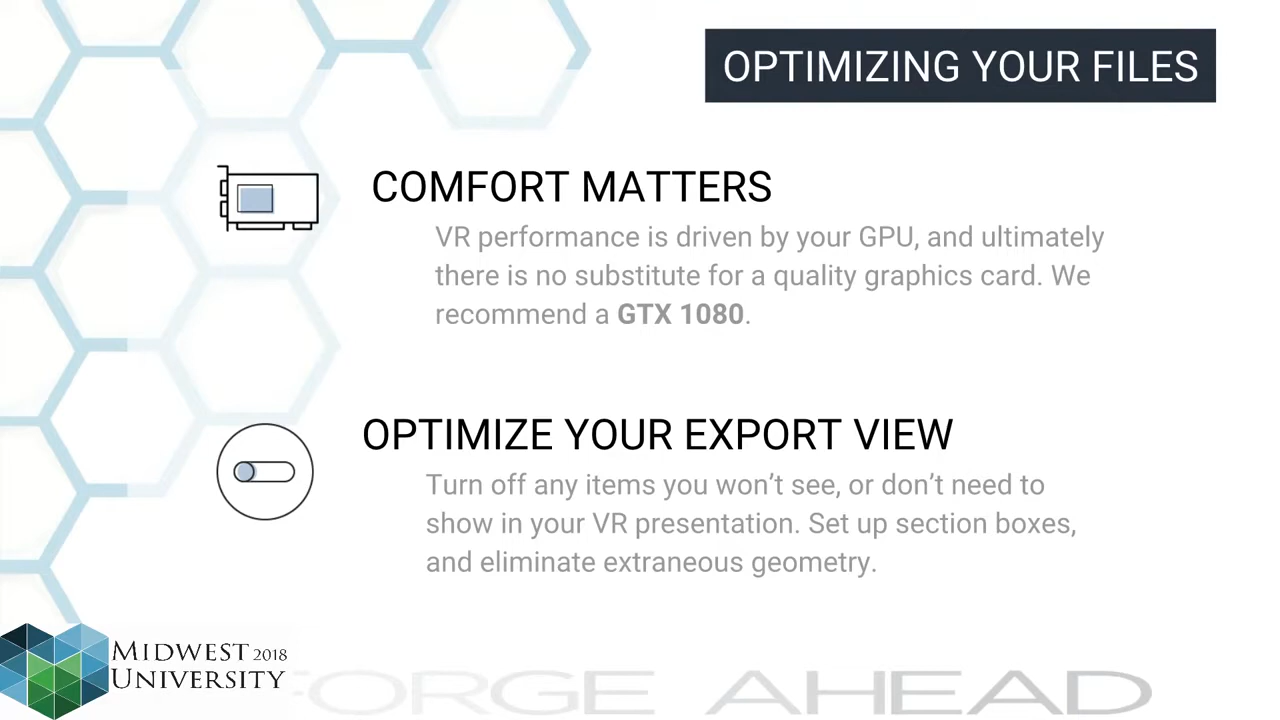 OPTIMIZING YOUR FILES
COMFORT MATTERS
VR performance is driven by your GPU, and ultimately
there is no substitute for a quality graphics card. We
recommend a GTX 1080.
OPTIMIZE YOUR EXPORT VIEW
Turn off any items you won’t see, or don’t need to
show in your VR presentation. Set up section boxes,
and eliminate extraneous geometry.
MIDWEST 2018
UNIVERSITY
FORGE AHEAD